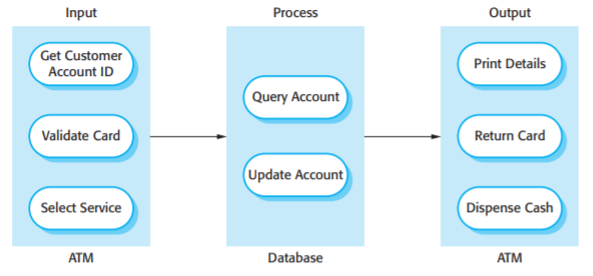 Input
Process
Output
Get Customer
Account ID
Validate Card
Select Service
Query Account
Update Account
Print Details
Return Card
Dispense Cash
ATM
Database
ATM